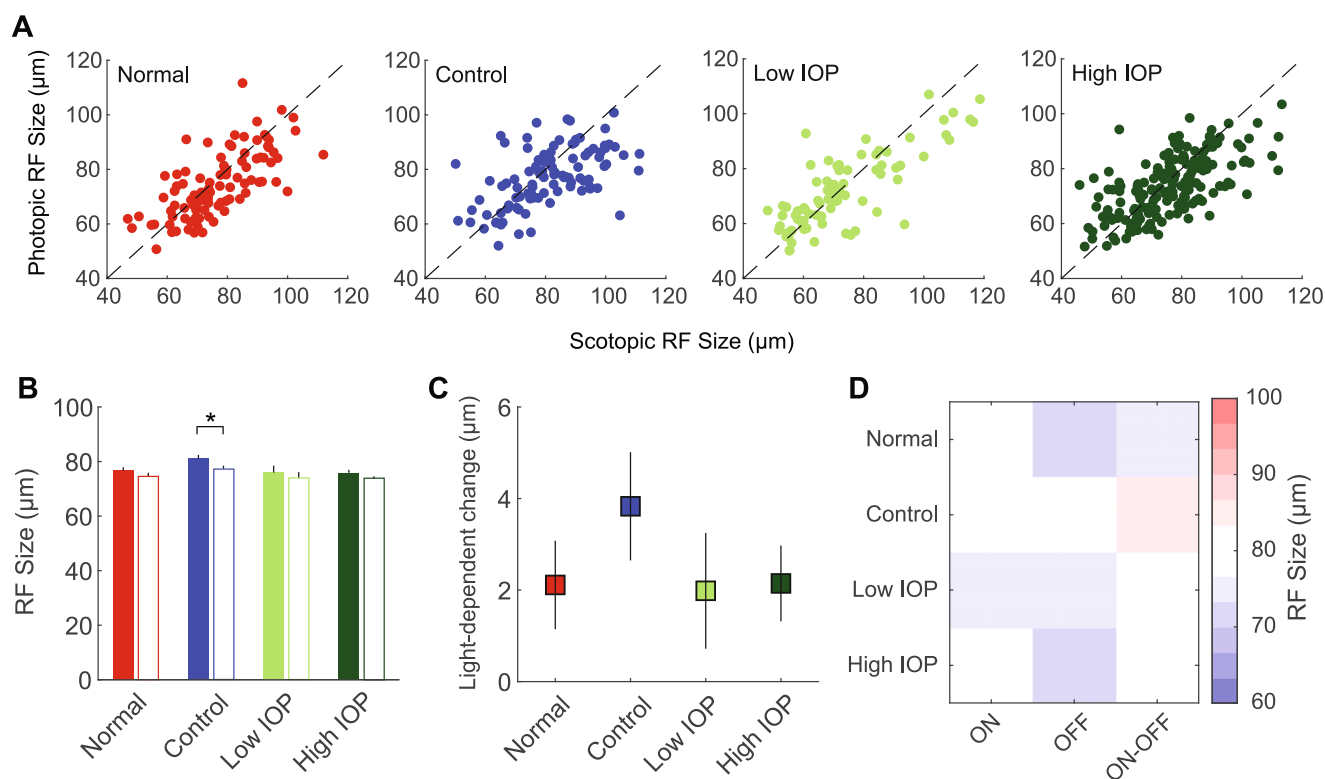 A
Photopic RF Size (µm)
Normal
Control
Low IOP
High IOP
120
100
80
60
40
40 60 80 100 120
120
100
80
60
40
40 60 80 100 120
120
100
80
60
40
40 60 80 100 120
120
100
80
60
40
40 60 80 100 120
Scotopic RF Size (µm)
B
RF Size (µm)
100
80
60
40
20
0
*
Normal
Control
Low IOP
High IOP
C
Light-dependent change (µm)
6
4
2
0
Normal
Control
Low IOP
High IOP
D
Normal
Control
Low IOP
High IOP
ON
OFF
ON-OFF
100
90
80
70
60
RF Size (µm)